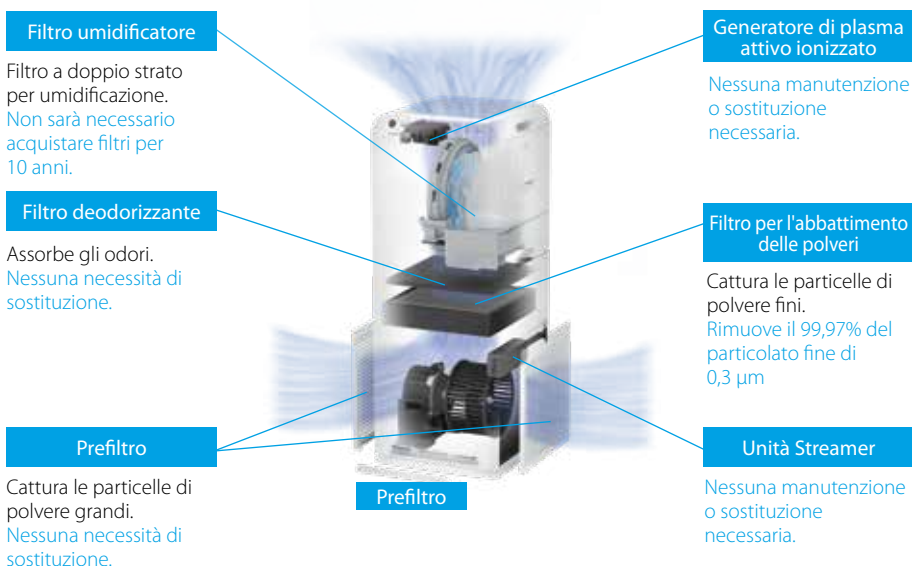 Filtro umidificatore
Filtro a doppio strato
per umidificazione.
Non sarà necessario
acquistare filtri per
10 anni.
Filtro deodorizzante
Assorbe gli odori.
Nessuna necessità di
sostituzione.
Prefiltro
Cattura le particelle di
polvere grandi.
Nessuna necessità di
sostituzione.
Prefiltro
Generatore di plasma
attivo ionizzato
Nessuna manutenzione
o sostituzione
necessaria.
Filtro per l'abbattimento
delle polveri
Cattura le particelle di
polvere fini.
Rimuove il 99,97% del
particolato fine di
0,3 µm
Unità Streamer
Nessuna manutenzione
o sostituzione
necessaria.